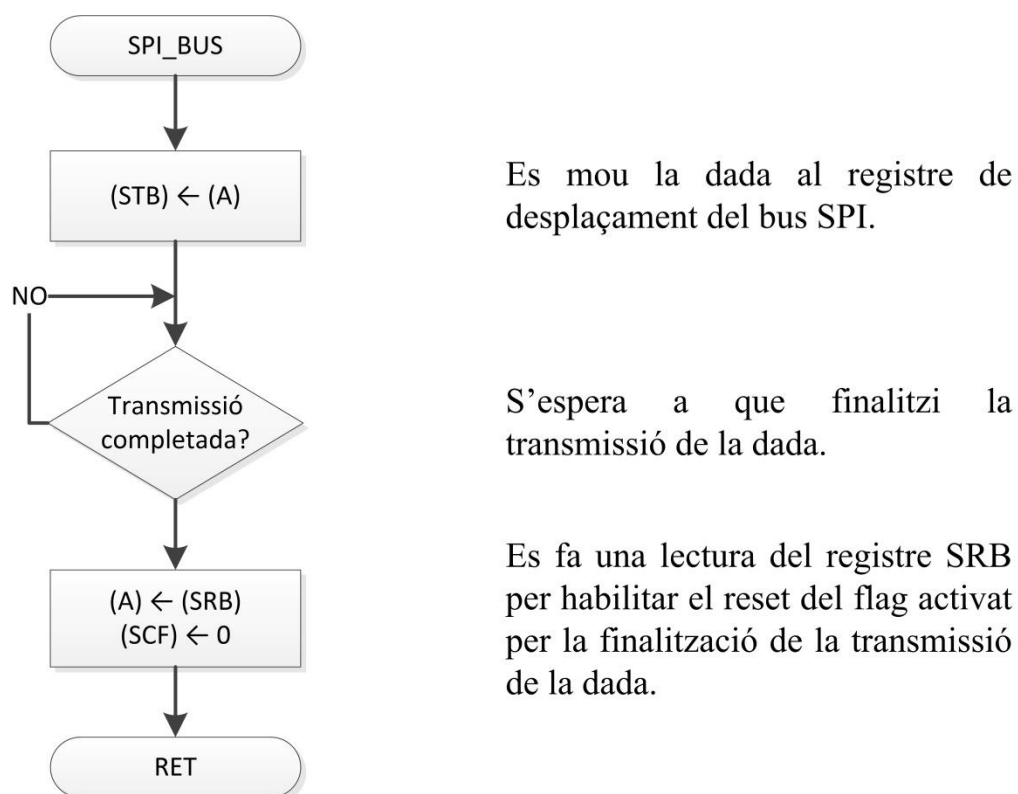 SPI_BUS
(STB) ← (A)
Es mou la dada al registre de
desplaçament del bus SPI.
NO
Transmissió
completada?
S’espera a que finalitzi la
transmissió de la dada.
(A) ← (SRB)
(SCF) ← 0
Es fa una lectura del registre SRB
per habilitar el reset del flag activat
per la finalització de la transmissió
de la dada.
RET